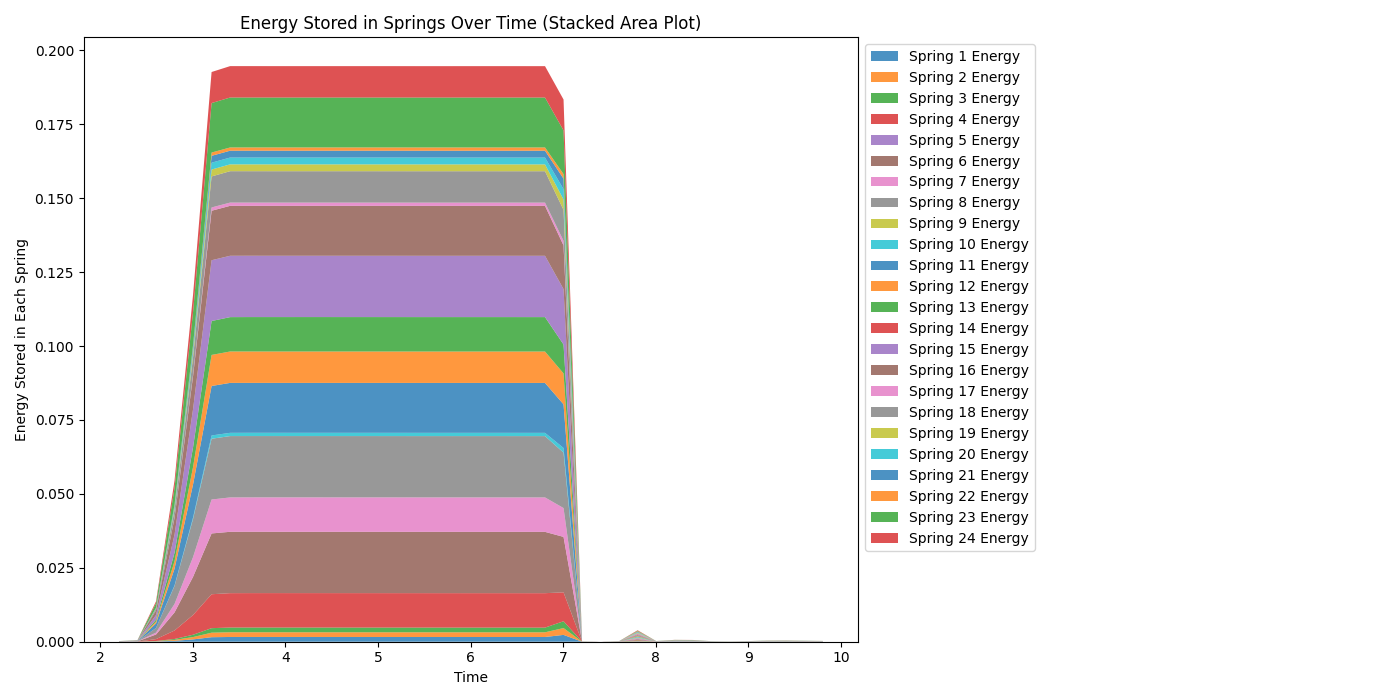 Energy Stored in Springs Over Time (Stacked Area Plot)
Energy Stored in Each Spring
0.200
0.175
0.150
0.125
0.100
0.075
0.050
0.025
0.000
2 3 4 5 6 7 8 9 10
Time
Spring 1 Energy
Spring 2 Energy
Spring 3 Energy
Spring 4 Energy
Spring 5 Energy
Spring 6 Energy
Spring 7 Energy
Spring 8 Energy
Spring 9 Energy
Spring 10 Energy
Spring 11 Energy
Spring 12 Energy
Spring 13 Energy
Spring 14 Energy
Spring 15 Energy
Spring 16 Energy
Spring 17 Energy
Spring 18 Energy
Spring 19 Energy
Spring 20 Energy
Spring 21 Energy
Spring 22 Energy
Spring 23 Energy
Spring 24 Energy